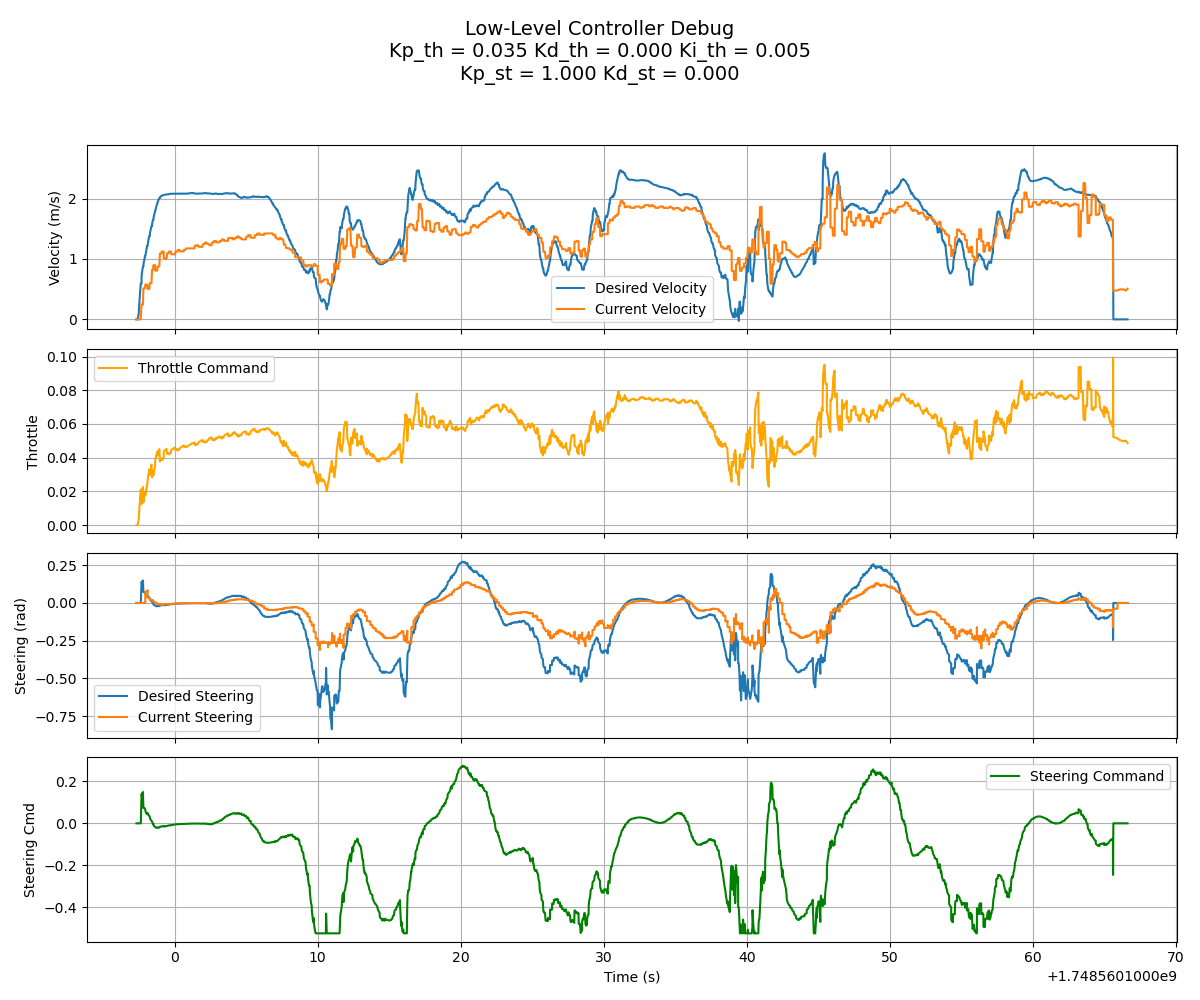 Low-Level Controller Debug
Kp_th = 0.035 Kd_th = 0.000 Ki_th = 0.005
Kp_st = 1.000 Kd_st = 0.000
Velocity (m/s)
2
1
0
Desired Velocity
Current Velocity
Throttle
0.10
0.08
0.06
0.04
0.02
0.00
Throttle Command
Steering (rad)
0.25
0.00
−0.25
−0.50
−0.75
Desired Steering
Current Steering
Steering Cmd
0.2
0.0
−0.2
−0.4
Steering Command
0 10 20 30 40 50 60 70
Time (s)
+1.7485601000e9